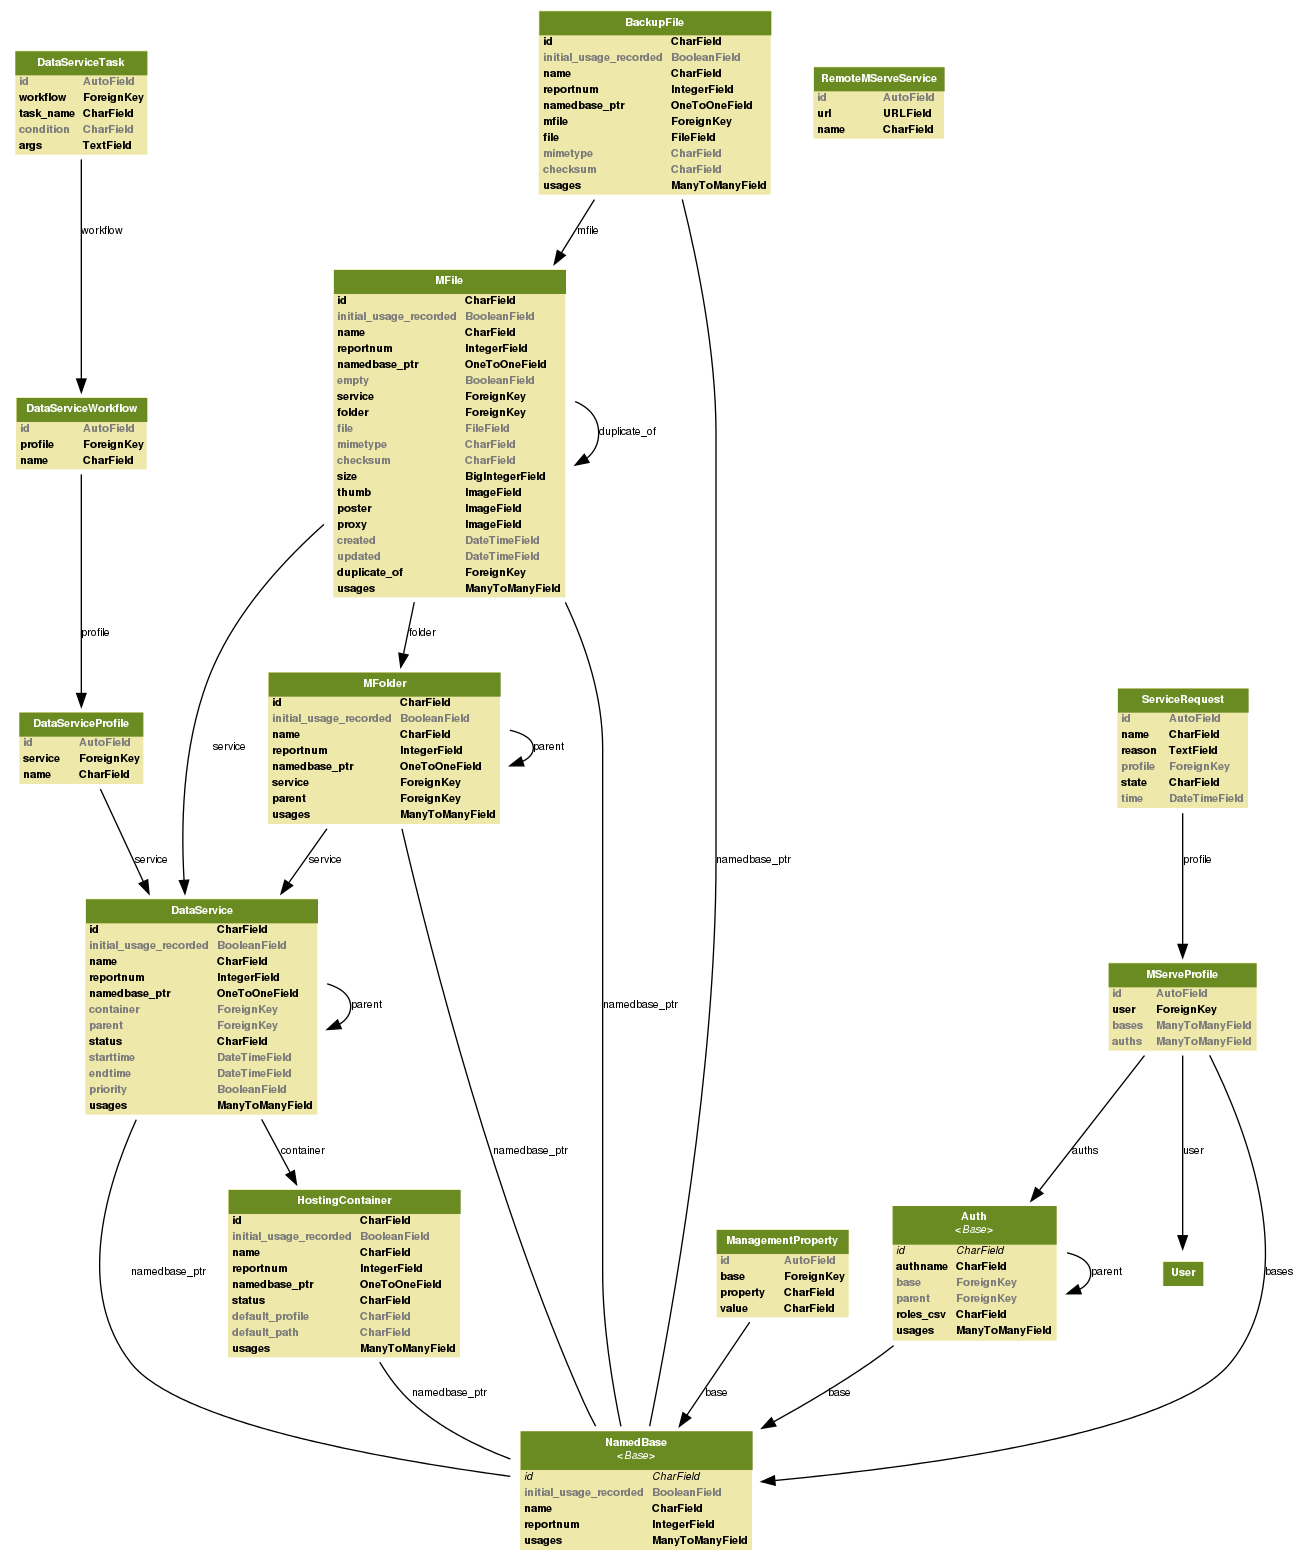 BackupFile
id CharField
initial_usage_recorded BooleanField
name CharField
reportnum IntegerField
namedbase_ptr OneToOneField
mfile ForeignKey
file FileField
mimetype CharField
checksum CharField
usages ManyToManyField
DataServiceTask
id AutoField
workflow ForeignKey
task_name CharField
condition CharField
args TextField
RemoteMServeService
id AutoField
url URLField
name CharField
workflow
mfile
MFile
id CharField
initial_usage_recorded BooleanField
name CharField
reportnum IntegerField
namedbase_ptr OneToOneField
empty BooleanField
service ForeignKey
folder ForeignKey
file FileField
mimetype CharField
checksum CharField
size BigIntegerField
thumb ImageField
poster ImageField
proxy ImageField
created DateTimeField
updated DateTimeField
duplicate_of ForeignKey
usages ManyToManyField
duplicate_of
DataServiceWorkflow
id AutoField
profile ForeignKey
name CharField
profile
folder
MFolder
id CharField
initial_usage_recorded BooleanField
name CharField
reportnum IntegerField
namedbase_ptr OneToOneField
service ForeignKey
parent ForeignKey
usages ManyToManyField
parent
service
DataServiceProfile
id AutoField
service ForeignKey
name CharField
ServiceRequest
id AutoField
name CharField
reason TextField
profile ForeignKey
state CharField
time DateTimeField
service
service
namedbase_ptr
profile
DataService
id CharField
initial_usage_recorded BooleanField
name CharField
reportnum IntegerField
namedbase_ptr OneToOneField
container ForeignKey
parent ForeignKey
status CharField
starttime DateTimeField
endtime DateTimeField
priority BooleanField
usages ManyToManyField
parent
namedbase_ptr
MServeProfile
id AutoField
user ForeignKey
bases ManyToManyField
auths ManyToManyField
container
namedbase_ptr
auths
user
HostingContainer
id CharField
initial_usage_recorded BooleanField
name CharField
reportnum IntegerField
namedbase_ptr OneToOneField
status CharField
default_profile CharField
default_path CharField
usages ManyToManyField
namedbase_ptr
ManagementProperty
id AutoField
base ForeignKey
property CharField
value CharField
Auth
<Base>
id CharField
authname CharField
base ForeignKey
parent ForeignKey
roles_csv CharField
usages ManyToManyField
parent
User
bases
namedbase_ptr
base
base
NamedBase
<Base>
id CharField
initial_usage_recorded BooleanField
name CharField
reportnum IntegerField
usages ManyToManyField